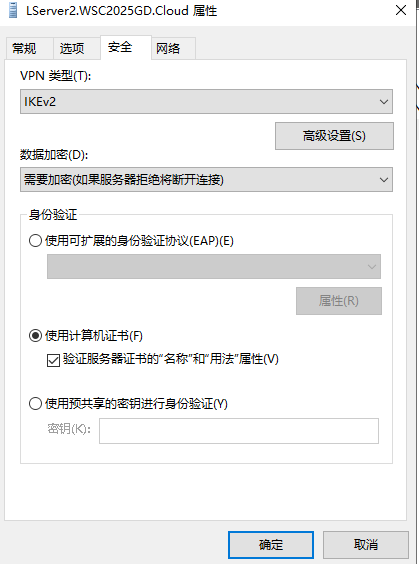 LServer2.WSC2025GD.Cloud 属性
常规 选项 安全 网络
VPN 类型(T):
IKEv2
高级设置(S)
数据加密(D):
需要加密(如果服务器拒绝将断开连接)
身份验证
使用可扩展的身份验证协议(EAP)(E)
属性(R)
使用计算机证书(F)
验证服务器证书的“名称”和“用法”属性(V)
使用预共享的密钥进行身份验证(Y)
密钥(K):
确定 取消